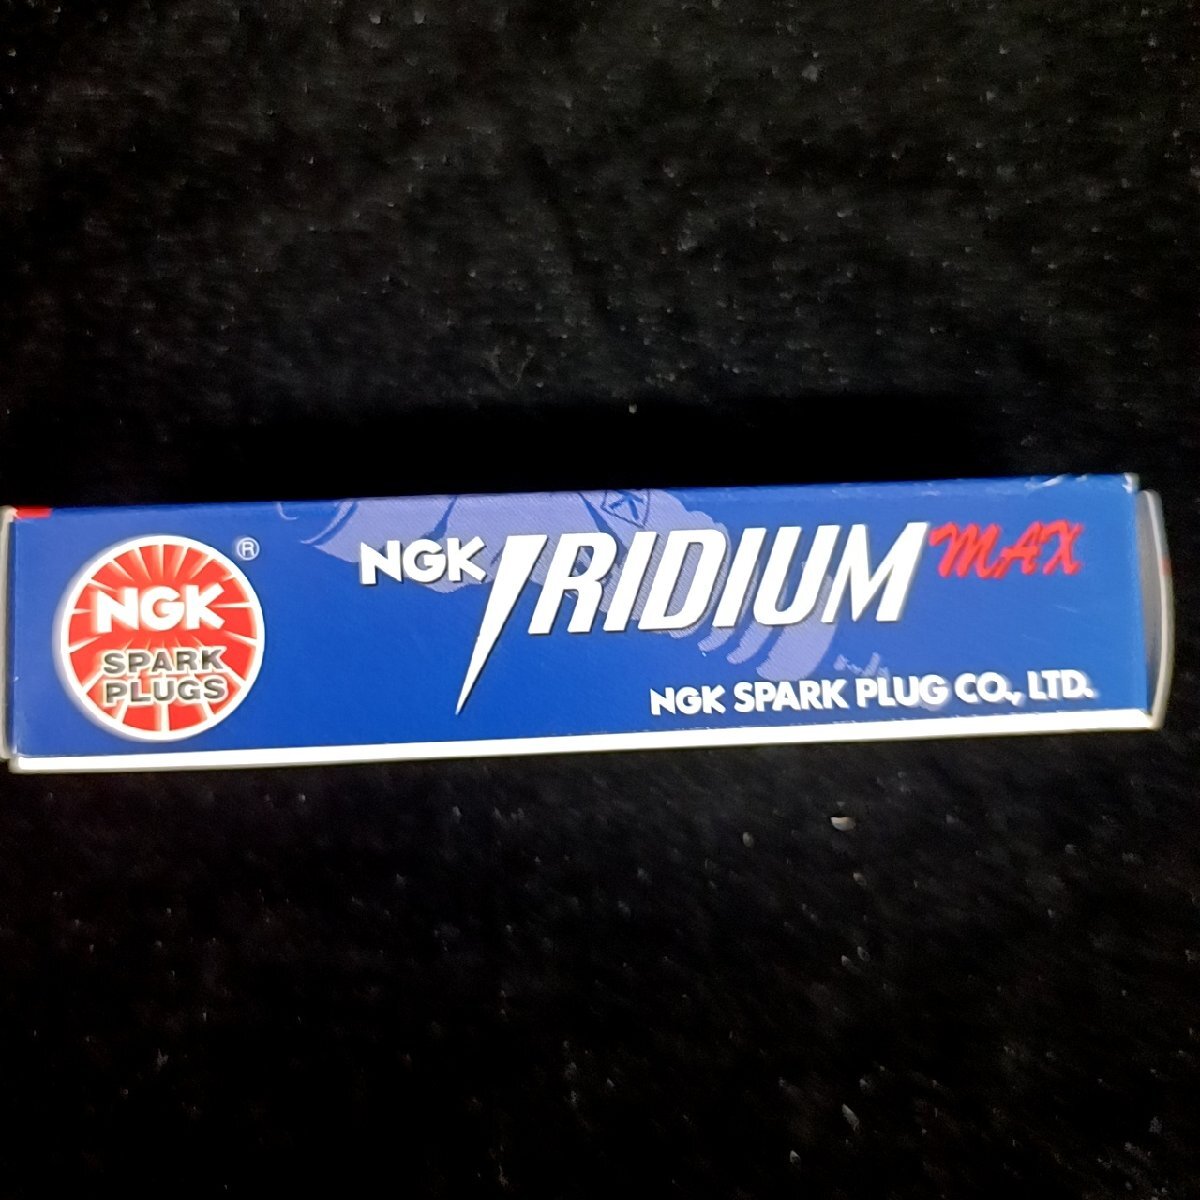 NGK
SPARK
PLUGS
®
NGK IRIDIUM MAX
NGK SPARK PLUG CO., LTD.